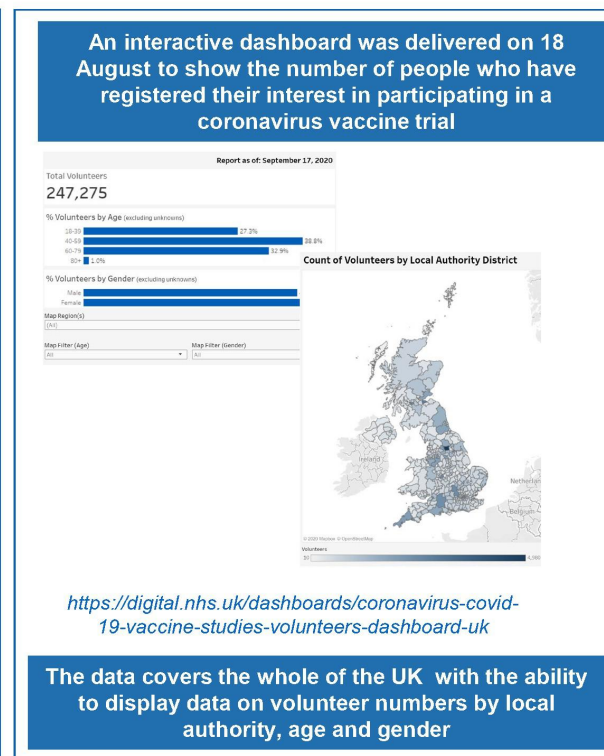 An interactive dashboard was delivered on 18
August to show the number of people who have
registered their interest in participating in a
coronavirus vaccine trial
Report as of: September 17, 2020
Total Volunteers
247,275
% Volunteers by Age (excluding unknowns)
18-39 27.3%
40-59 38.8%
60-79 32.9%
80+ 1.0%
% Volunteers by Gender (excluding unknowns)
Male
Female
Map Region(s)
(All)
Map Filter (Age)
Map Filter (Gender)
All
All
Count of Volunteers by Local Authority District
Ireland
Netherlan
Belgium
© 2020 Mapbox © OpenStreetMap
Volunteers
https://digital.nhs.uk/dashboards/coronavirus-covid-
19-vaccine-studies-volunteers-dashboard-uk
The data covers the whole of the UK with the ability
to display data on volunteer numbers by local
authority, age and gender